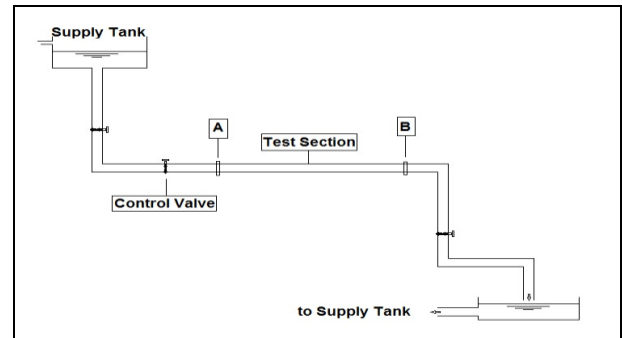 Supply Tank
A
B
Test Section
Control Valve
to Supply Tank